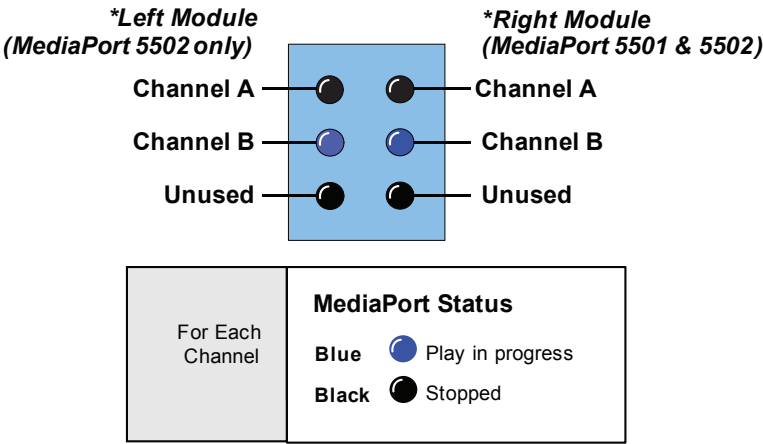 *Left Module
(MediaPort 5502 only)
*Right Module
(MediaPort 5501 & 5502)
Channel A
Channel A
Channel B
Channel B
Unused
Unused
For Each
Channel
MediaPort Status
Blue Play in progress
Black Stopped